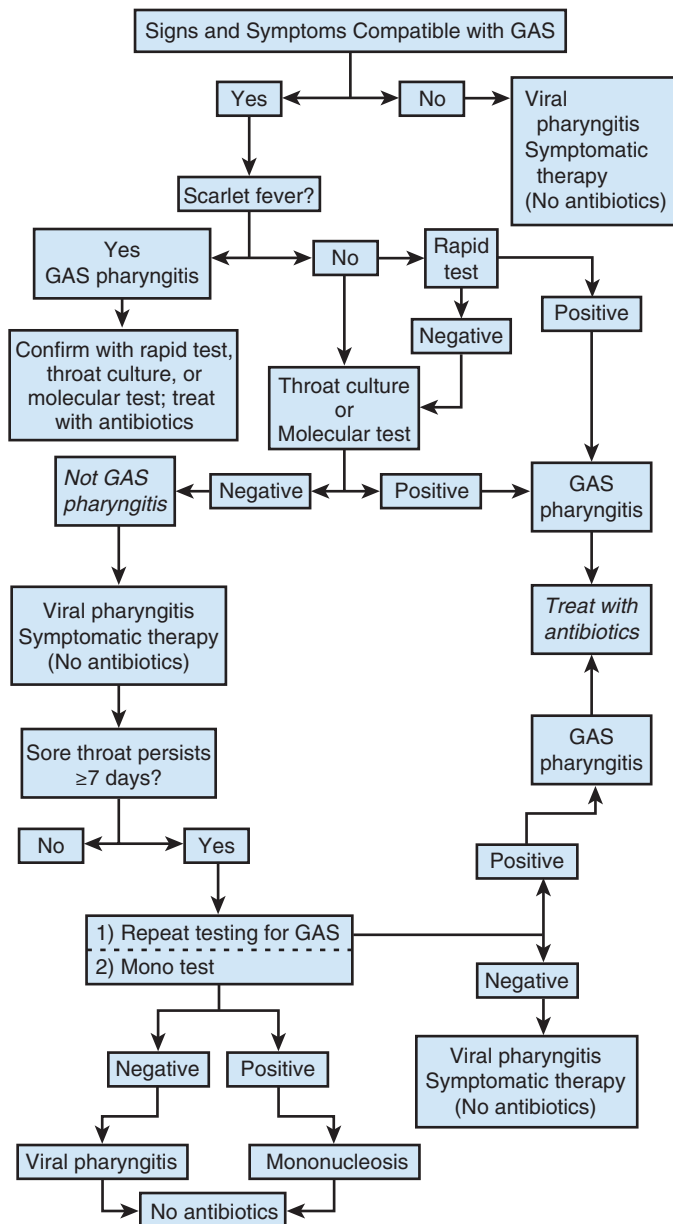 Signs and Symptoms Compatible with GAS
Yes
No
Viral
pharyngitis
Symptomatic
therapy
(No antibiotics)
Scarlet fever?
Yes
GAS pharyngitis
No
Rapid
test
Positive
Negative
Confirm with rapid test,
throat culture, or
molecular test; treat
with antibiotics
Throat culture
or
Molecular test
Not GAS
pharyngitis
Negative
Positive
GAS
pharyngitis
Viral pharyngitis
Symptomatic therapy
(No antibiotics)
Treat with
antibiotics
Sore throat persists
≥7 days?
GAS
pharyngitis
No
Yes
Positive
1) Repeat testing for GAS
2) Mono test
Negative
Negative
Positive
Viral pharyngitis
Symptomatic therapy
(No antibiotics)
Viral pharyngitis
Mononucleosis
No antibiotics